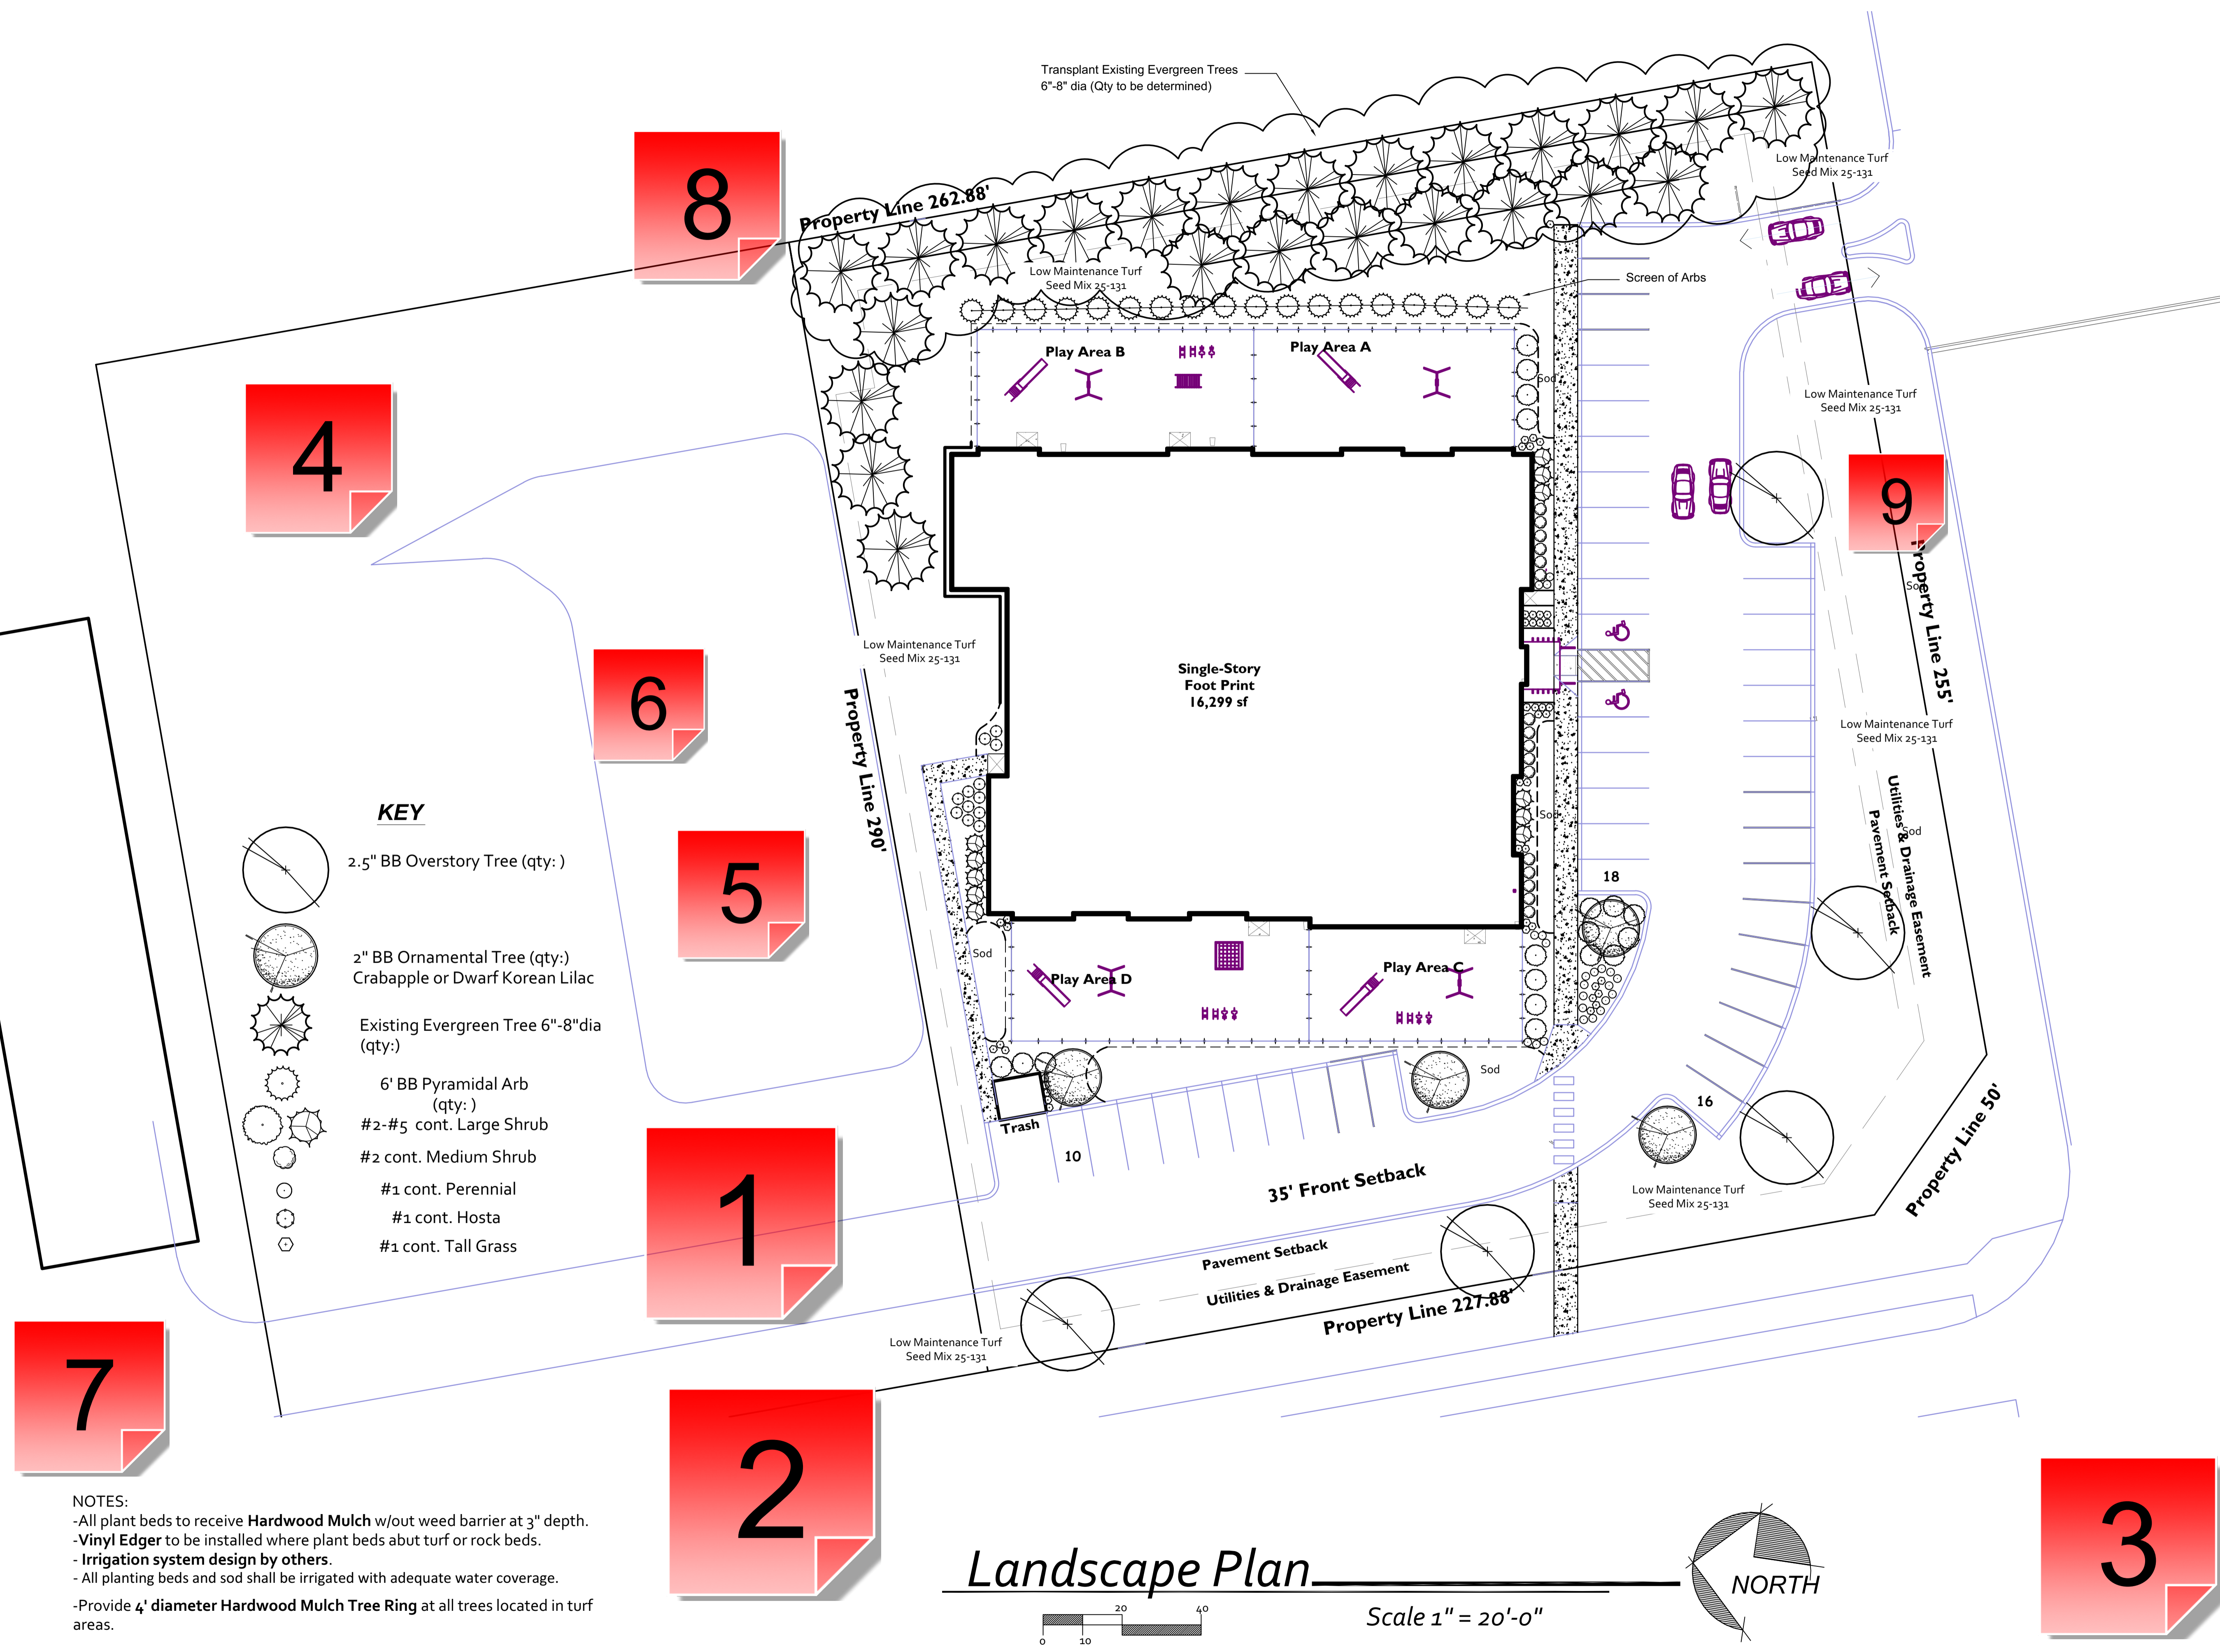 Transplant Existing Evergreen Trees
6"-8" dia (Qty to be determined)
8
Property Line 262.88'
Low Maintenance Turf
Seed Mix 25-131
Low Maintenance Turf
Seed Mix 25-131
Screen of Arbs
Play Area B
Play Area A
Sod
Low Maintenance Turf
Seed Mix 25-131
4
9
Sod
Property Line 255'
Low Maintenance Turf
Seed Mix 25-131
6
Single-Story
Foot Print
16,299 sf
Property Line 290'
Low Maintenance Turf
Seed Mix 25-131
Utilities & Drainage Easement
Pavement Setback
Sod
Sod
KEY
2.5" BB Overstory Tree (qty: )
5
18
2" BB Ornamental Tree (qty:)
Crabapple or Dwarf Korean Lilac
Sod
Play Area D
Play Area C
Existing Evergreen Tree 6"-8"dia
(qty:)
6' BB Pyramidal Arb
(qty: )
#2-#5 cont. Large Shrub
#2 cont. Medium Shrub
#1 cont. Perennial
#1 cont. Hosta
#1 cont. Tall Grass
Sod
Trash
10
16
1
35' Front Setback
Low Maintenance Turf
Seed Mix 25-131
Property Line 50'
Pavement Setback
Utilities & Drainage Easement
Property Line 227.88'
Low Maintenance Turf
Seed Mix 25-131
7
2
3
NOTES:
-All plant beds to receive Hardwood Mulch w/out weed barrier at 3" depth.
-Vinyl Edger to be installed where plant beds abut turf or rock beds.
- Irrigation system design by others.
- All planting beds and sod shall be irrigated with adequate water coverage.
-Provide 4' diameter Hardwood Mulch Tree Ring at all trees located in turf
areas.
Landscape Plan
Scale 1" = 20'-0"
20 40
0 10
NORTH